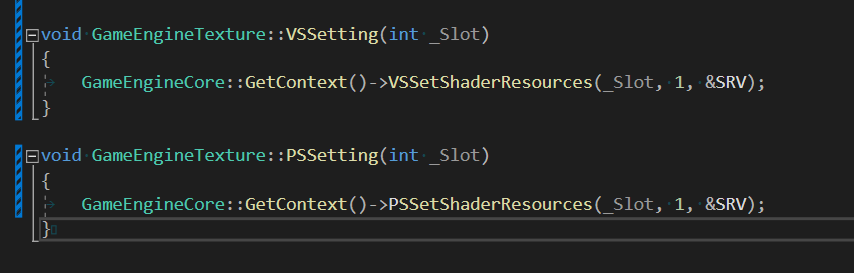 void GameEngineTexture::VSSetting(int _Slot)
{
GameEngineCore::GetContext()->VSSetShaderResources(_Slot, 1, &SRV);
}
void GameEngineTexture::PSSetting(int _Slot)
{
GameEngineCore::GetContext()->PSSetShaderResources(_Slot, 1, &SRV);
}